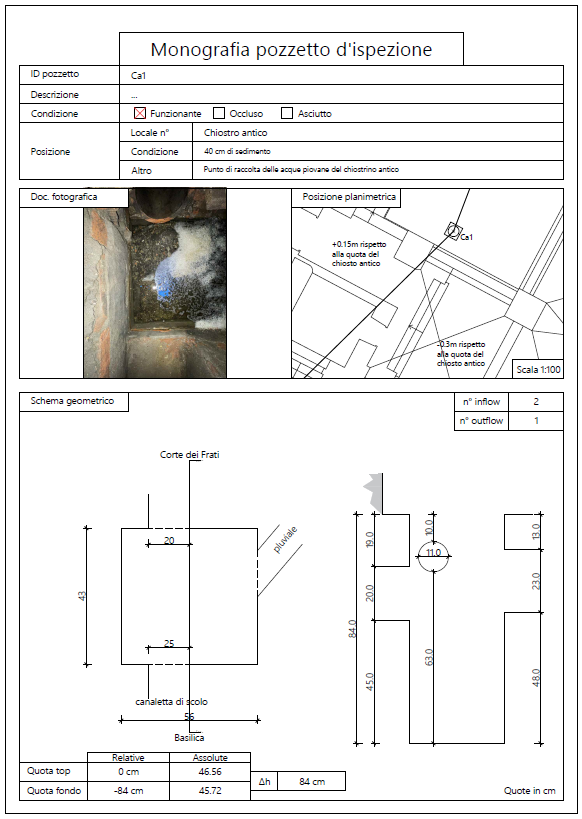 Monografia pozzetto d'ispezione
ID pozzetto Ca1
Descrizione ...
Condizione Funzionante Occluso Asciutto
Posizione
Locale n° Chiostro antico
Condizione 40 cm di sedimento
Altro Punto di raccolta delle acque piovane del chiostrino antico
Doc. fotografica
Posizione planimetrica
Ca1
+0.15m rispetto
alla quota del
chiosto antico
-0.3m rispetto
alla quota del
chiosto antico
Scala 1:100
Schema geometrico
n° inflow 2
n° outflow 1
Corte dei Frati
20
pluviale
43
25
canaletta di scolo
56
Basilica
19.0
10.0
13.0
11.0
20.0
23.0
84.0
63.0
45.0
48.0
Relative Assolute
Quota top 0 cm 46.56
Quota fondo -84 cm 45.72
Δh 84 cm
Quote in cm